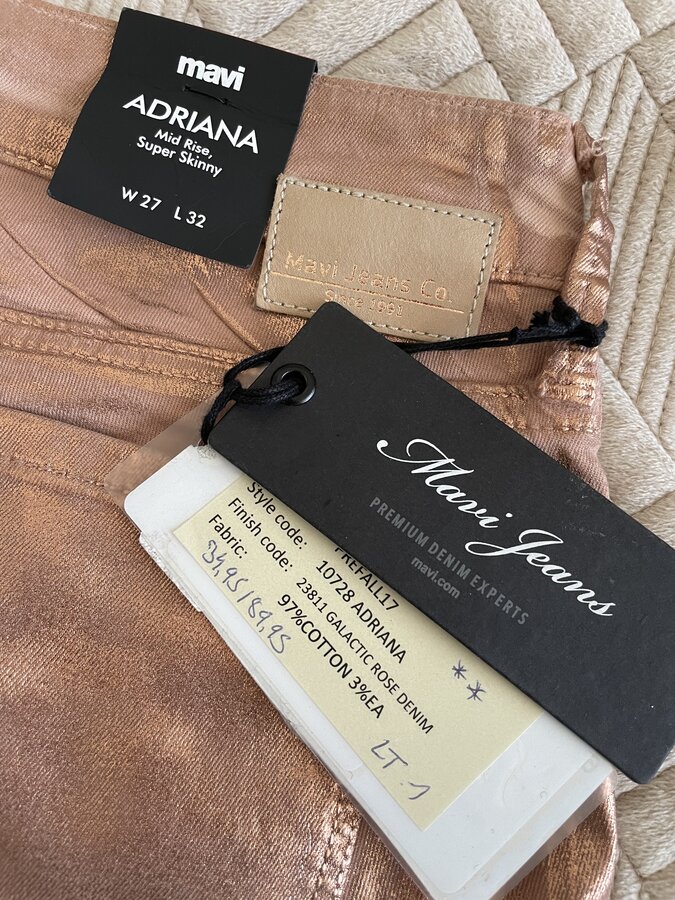 mavi
ADRIANA
Mid Rise,
Super Skinny
W 27 L 32
Mavi Jeans Co.
Since 1991
Mavi Jeans
PREMIUM DENIM EXPERTS
mavi.com
PREFALL17
Style code: 10728 ADRIANA
Finish code: 23811 GALACTIC ROSE DENIM
Fabric: 97%COTTON 3%EA
39,95/89,95
**
LT.1